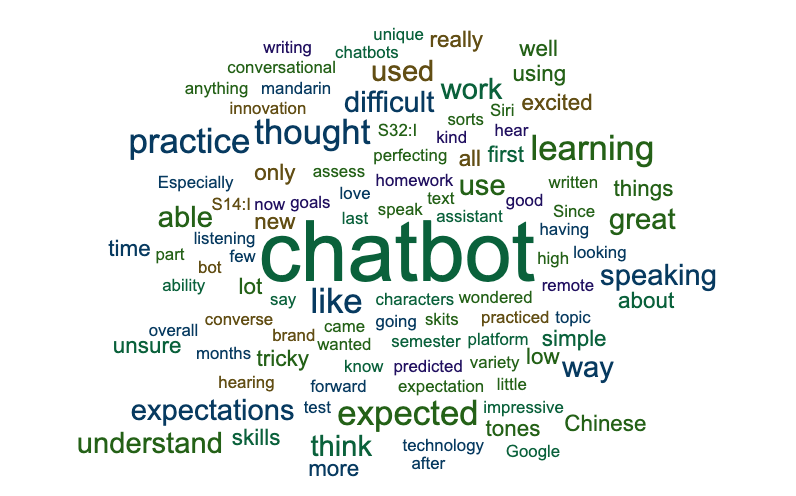 unique
writing
really
chatbots
well
conversational
used
using
anything
mandarin
work
difficult
innovation
Siri
excited
sorts
practice
thought
S32:I
kind
hear
learning
perfecting
all
first
only
assess
Especially
homework
use
written
things
love
text
good
S14:I
now
goals
speak
Since
able
new
last
assistant
great
having
listening
time
part
few
chatbot
high
looking
bot
speaking
ability
lot
remote
say
like
characters
wondered
about
converse
came
going
skits
practiced
topic
overall
brand
wanted
semester
platform
simple
unsure
months
tricky
know
predicted
variety
low
way
hearing
forward
expectation
little
expectations
test
expected
impressive
tones
Chinese
understand
skills
think
technology
Google
more
after